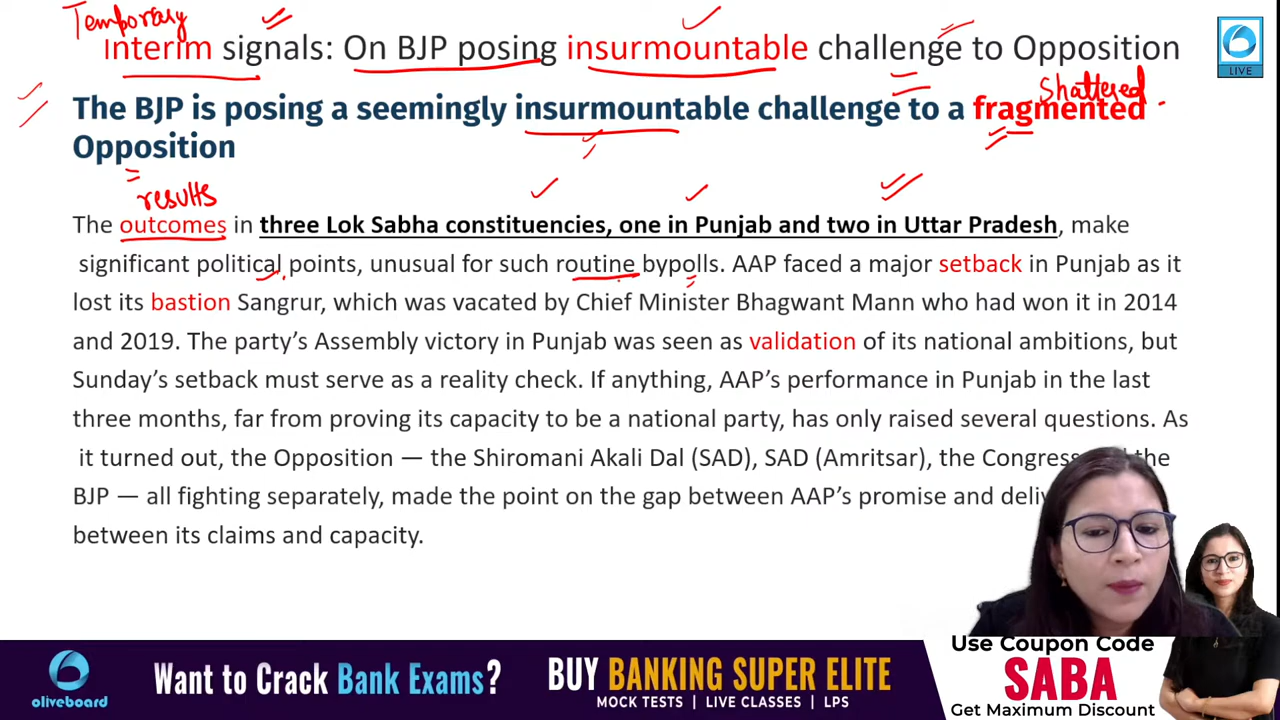 Temporary
Interim signals: On BJP posing insurmountable challenge to Opposition
LIVE
shattered
The BJP is posing a seemingly insurmountable challenge to a fragmented
Opposition
results
The outcomes in three Lok Sabha constituencies, one in Punjab and two in Uttar Pradesh, make
significant political points, unusual for such routine bypolls. AAP faced a major setback in Punjab as it
lost its bastion Sangrur, which was vacated by Chief Minister Bhagwant Mann who had won it in 2014
and 2019. The party’s Assembly victory in Punjab was seen as validation of its national ambitions, but
Sunday’s setback must serve as a reality check. If anything, AAP’s performance in Punjab in the last
three months, far from proving its capacity to be a national party, has only raised several questions. As
it turned out, the Opposition — the Shiromani Akali Dal (SAD), SAD (Amritsar), the Congress the
BJP — all fighting separately, made the point on the gap between AAP’s promise and
between its claims and capacity.
oliveboard
Want to Crack Bank Exams?
BUY BANKING SUPER ELITE
MOCK TESTS | LIVE CLASSES | LPS
Use Coupon Code
SABA
Get Maximum Discount